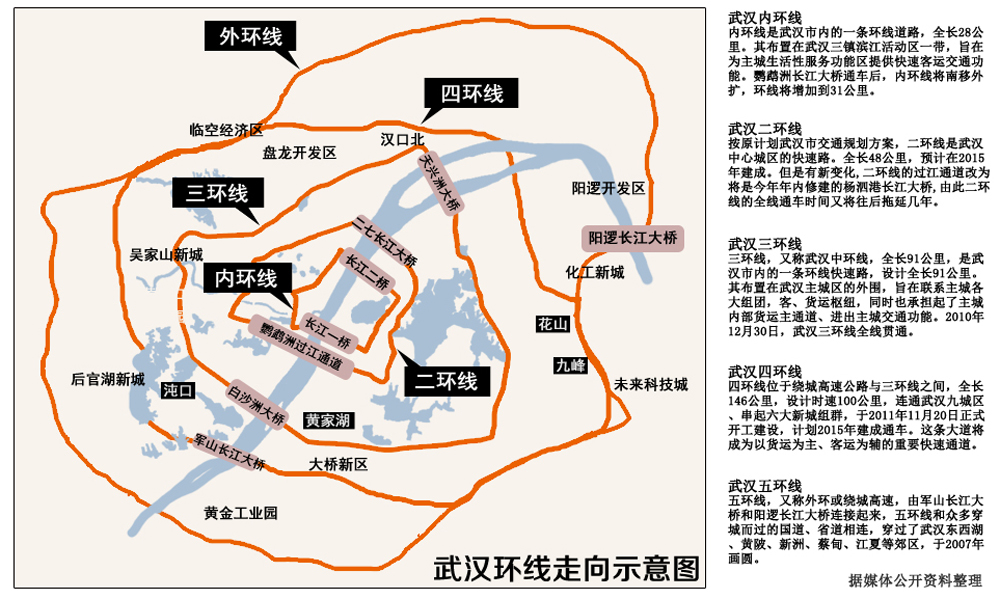 外环线
四环线
临空经济区
汉口北
盘龙开发区
天兴洲大桥
三环线
阳逻开发区
二七长江大桥
阳逻长江大桥
吴家山新城
长江二桥
化工新城
内环线
花山
长江一桥
鹦鹉洲过江通道
九峰
二环线
未来科技城
后官湖新城
沌口
白沙洲大桥
黄家湖
军山长江大桥
大桥新区
黄金工业园
武汉环线走向示意图
武汉内环线
内环线是武汉市内的一条环线道路，全长28公
里。其布置在武汉三镇滨江活动区一带，旨在
为主城生活性服务功能区提供快速客运交通功
能。鹦鹉洲长江大桥通车后，内环线将南移外
扩，环线将增加到31公里。
武汉二环线
按原计划武汉市交通规划方案，二环线是武汉
中心城区的快速路。全长48公里，预计在2015
年建成。但是有新变化,二环线的过江通道改为
将是今年年内修建的杨泗港长江大桥,由此二环
线的全线通车时间又将往后拖延几年。
武汉三环线
三环线，又称武汉中环线，全长91公里，是武
汉市内的一条环线快速路，设计全长91公里。
其布置在武汉主城区的外围，旨在联系主城各
大组团，客、货运枢纽，同时也承担起了主城
内部货运主通道、进出主城交通功能。2010年
12月30日，武汉三环线全线贯通。
武汉四环线
四环线位于绕城高速公路与三环线之间，全长
146公里，设计时速100公里，连通武汉九城区
、串起六大新城组群，于2011年11月20日正式
开工建设，计划2015年建成通车。这条大道将
成为以货运为主、客运为辅的重要快速通道。
武汉五环线
五环线，又称外环或绕城高速，由军山长江大
桥和阳逻长江大桥连接起来，五环线和众多穿
城而过的国道、省道相连，穿过了武汉东西湖
、黄陂、新洲、蔡甸、江夏等郊区，于2007年
画圆。
据媒体公开资料整理